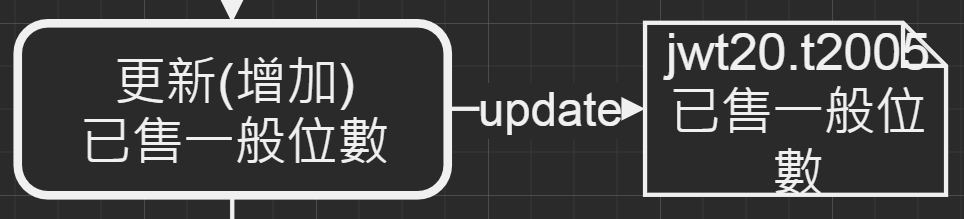 更新(增加)
已售一般位數
update
jwt20.t2005
已售一般位
數